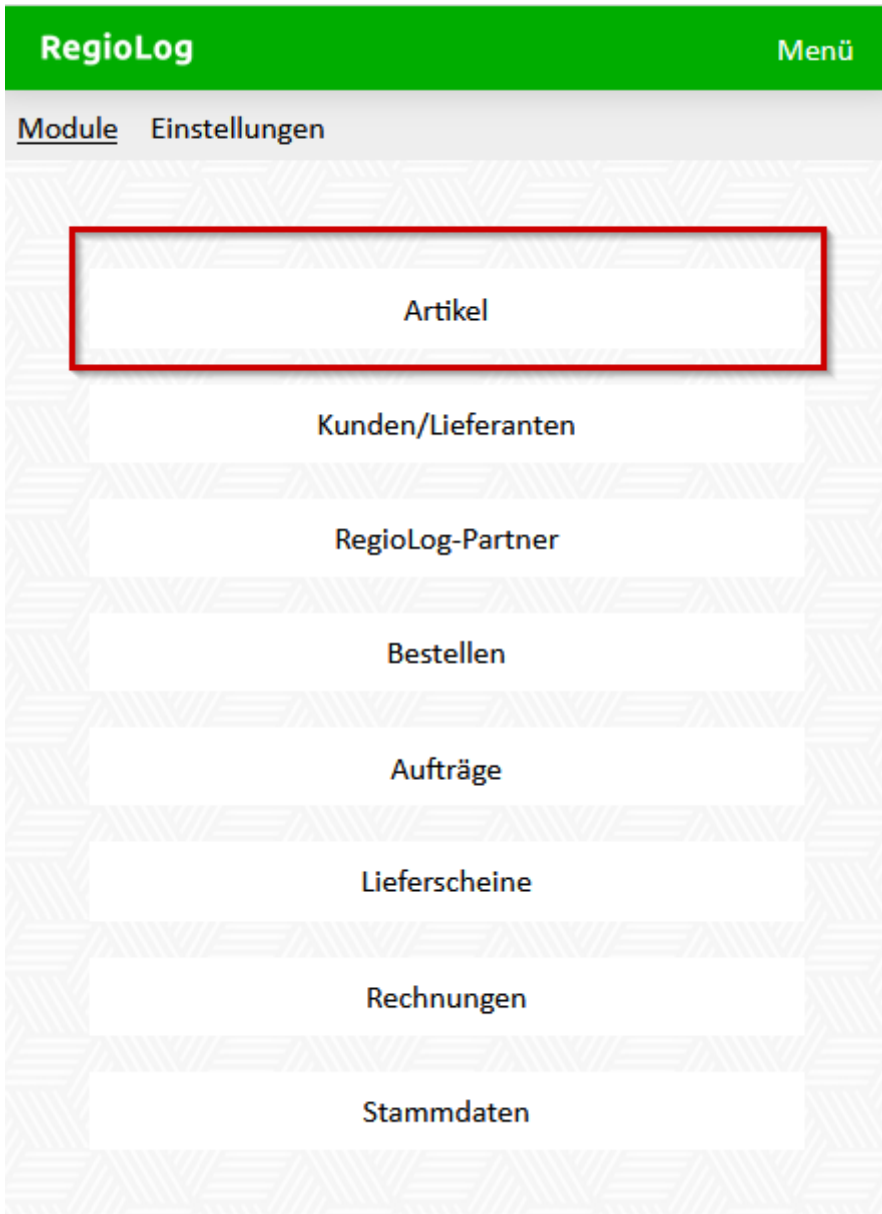 RegioLog
Menü
Module Einstellungen
Artikel
Kunden/Lieferanten
RegioLog-Partner
Bestellen
Aufträge
Lieferscheine
Rechnungen
Stammdaten